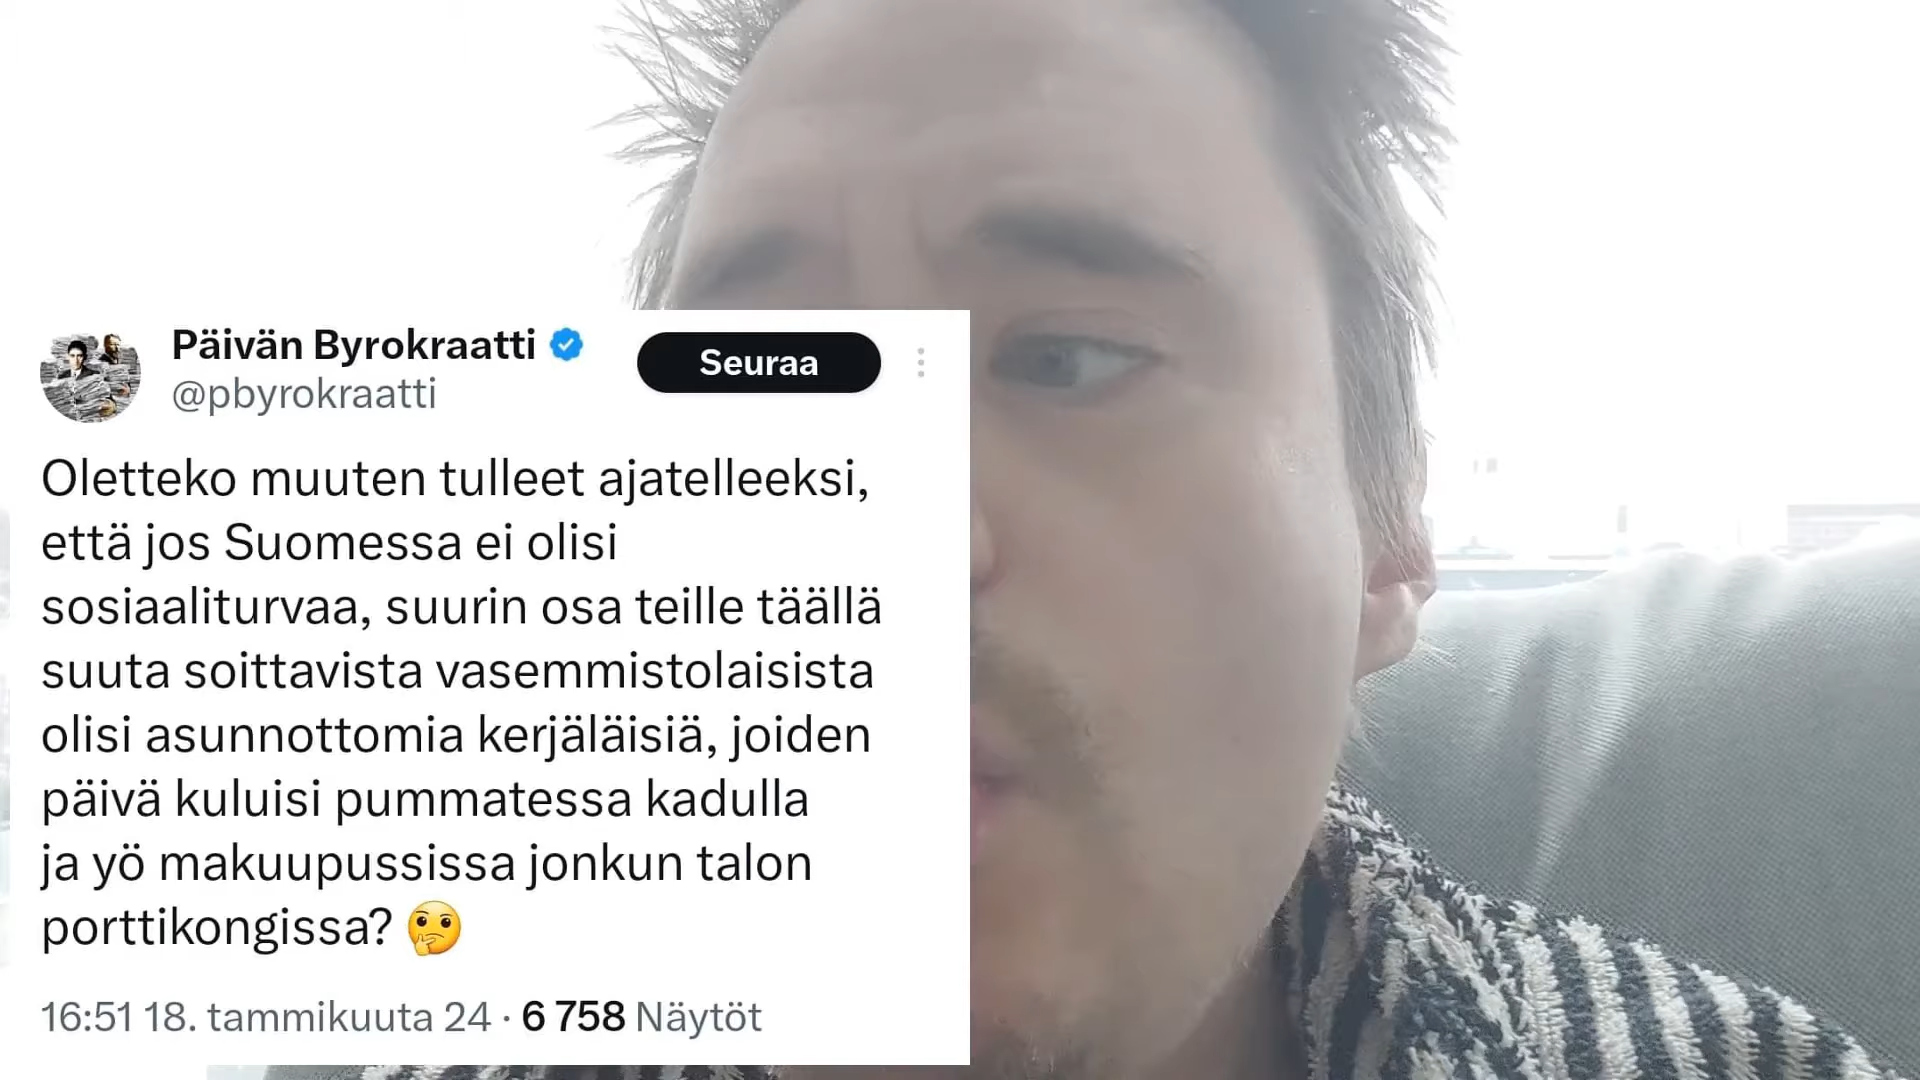 Päivän Byrokraatti
Seuraa
@pbyrokraatti
Oletteko muuten tulleet ajatelleeksi,
että jos Suomessa ei olisi
sosiaaliturvaa, suurin osa teille täällä
suuta soittavista vasemmistolaisista
olisi asunnottomia kerjäläisiä, joiden
päivä kuluisi pummatessa kadulla
ja yö makuupussissa jonkun talon
porttikongissa? 🤔
16:51 18. tammikuuta 24 · 6 758 Näytöt